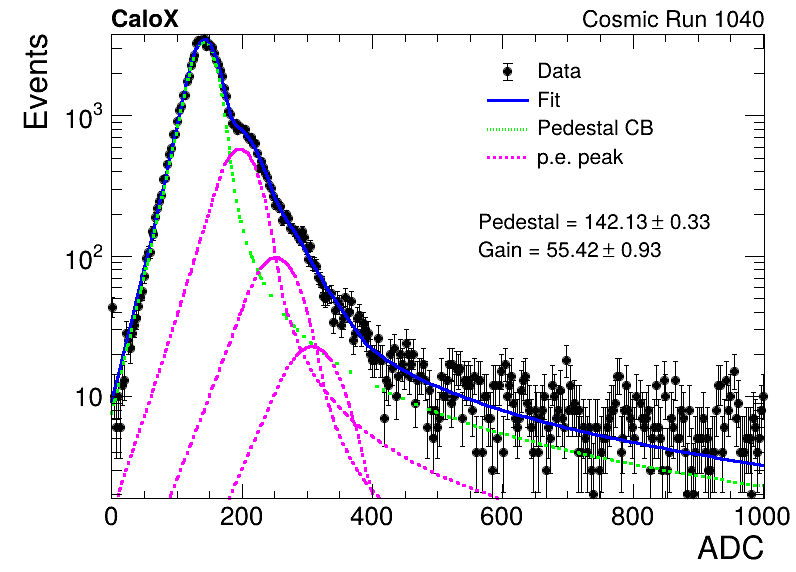 CaloX Cosmic Run 1040
Events
Data
Fit
Pedestal CB
p.e. peak
Pedestal = 142.13 ± 0.33
Gain = 55.42 ± 0.93
10³
10²
10
0 200 400 600 800 1000
ADC